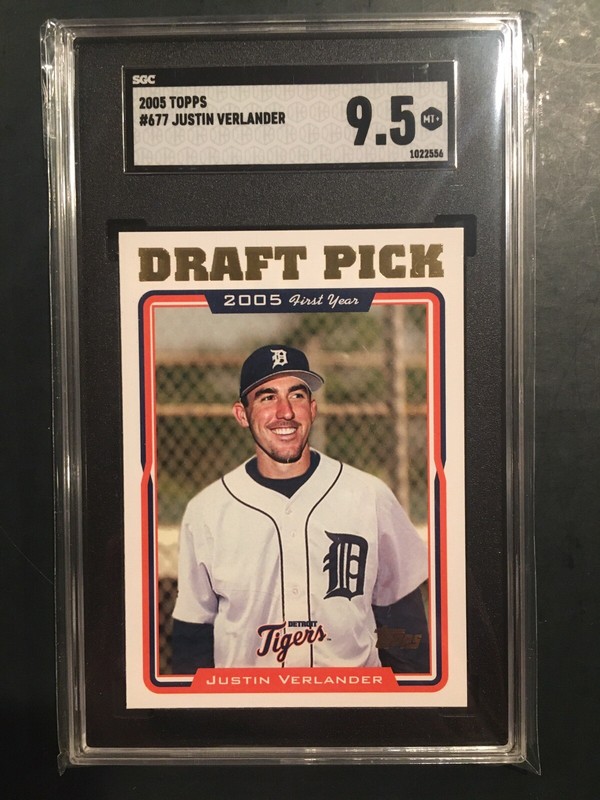 SGC
2005 TOPPS
#677 JUSTIN VERLANDER
9.5
MT+
1022556
DRAFT PICK
2005 First Year
D
D
DETROIT
Tigers
Topps
JUSTIN VERLANDER